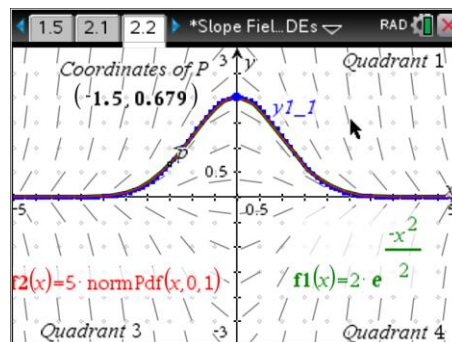 1.5 2.1 2.2 *Slope Fiel…DEs RAD
Coordinates of P
(-1.5, 0.679)
3 y
Quadrant 1
y1_1
P
0.5
-5 0.5 x 5
f2(x)=5·normPdf(x,0,1)
f1(x)=2·e^(-x^2/2)
Quadrant 3 -3 Quadrant 4